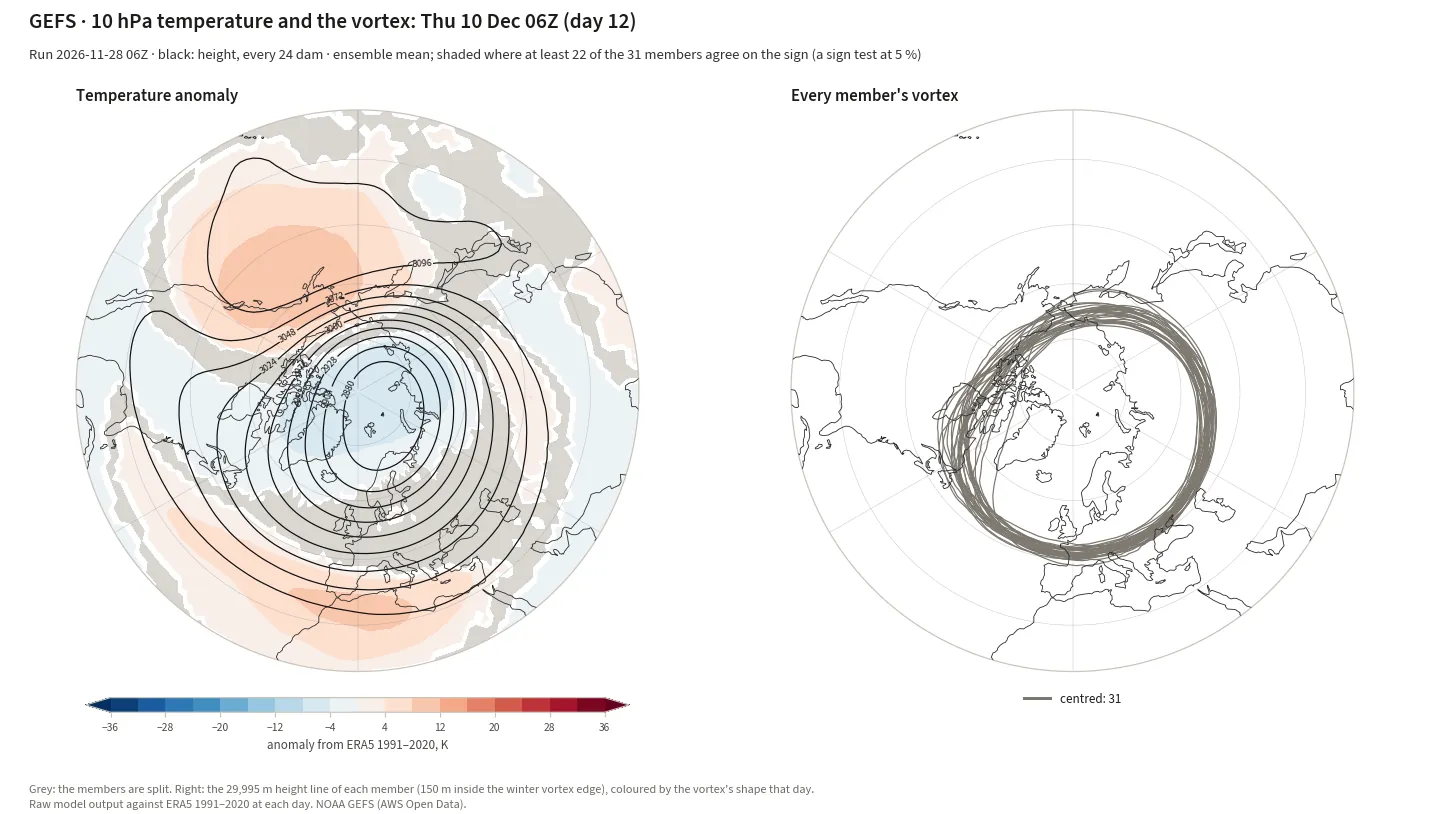 GEFS · 10 hPa temperature and the vortex: Thu 10 Dec 06Z (day 12)
Run 2026-11-28 06Z · black: height, every 24 dam · ensemble mean; shaded where at least 22 of the 31 members agree on the sign (a sign test at 5 %)
Temperature anomaly
Every member's vortex
3096
3072
3048
3000
3024
2928
2880
−36 −28 −20 −12 −4 4 12 20 28 36
anomaly from ERA5 1991–2020, K
centred: 31
Grey: the members are split. Right: the 29,995 m height line of each member (150 m inside the winter vortex edge), coloured by the vortex's shape that day.
Raw model output against ERA5 1991–2020 at each day. NOAA GEFS (AWS Open Data).